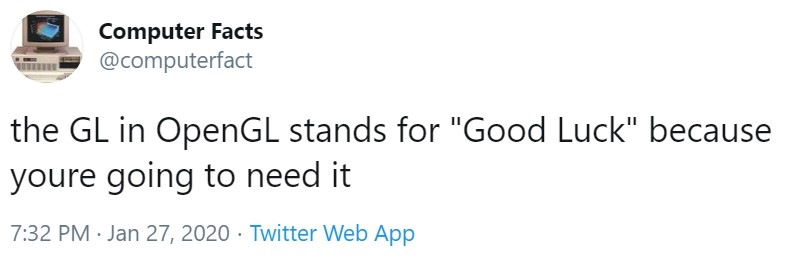 Computer Facts
@computerfact
the GL in OpenGL stands for "Good Luck" because
youre going to need it
7:32 PM · Jan 27, 2020 · Twitter Web App